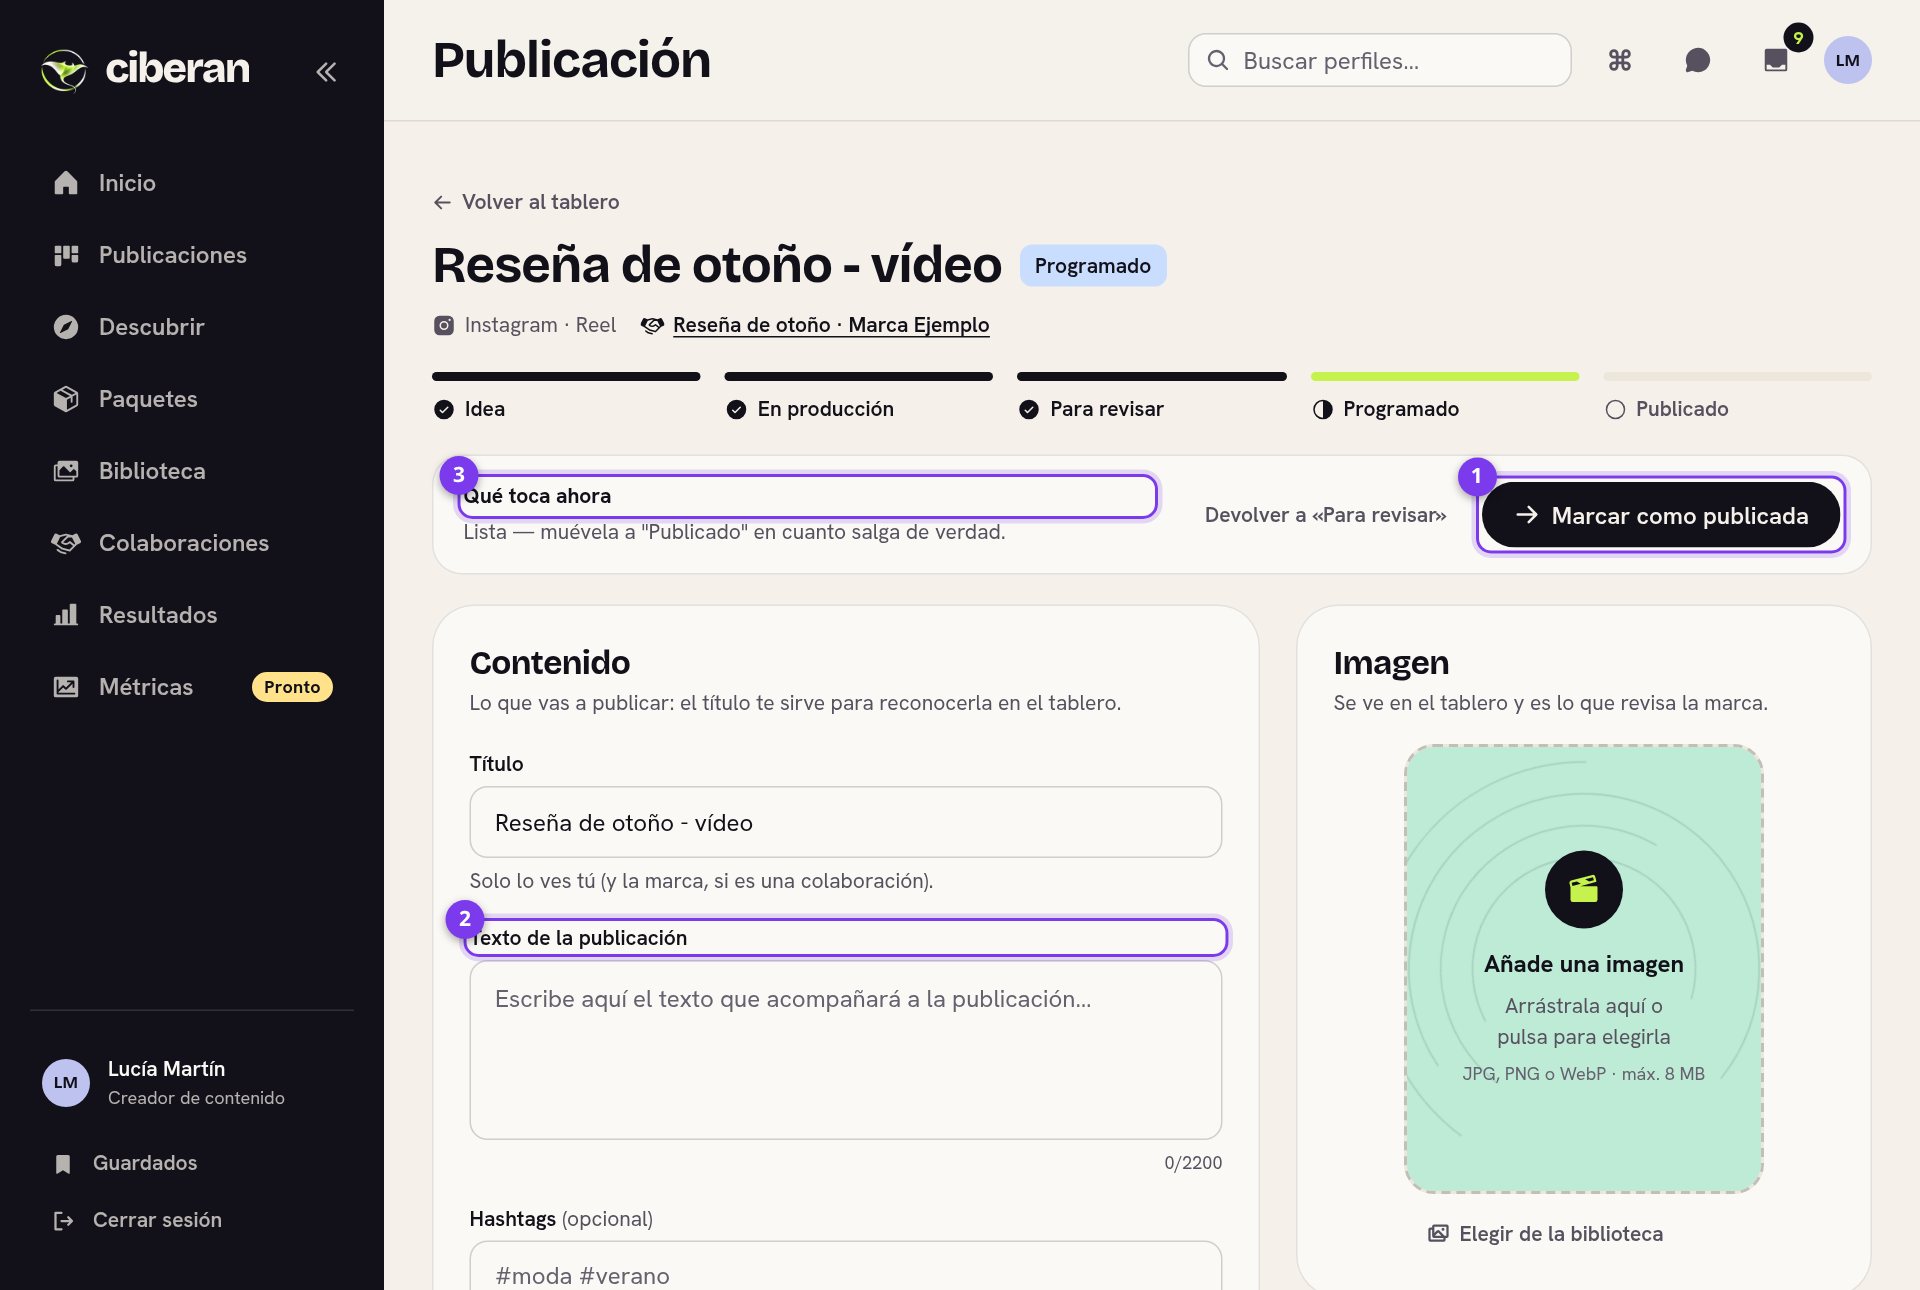 ciberan
Publicación
Buscar perfiles...
9
LM
Inicio
Publicaciones
Descubrir
Paquetes
Biblioteca
Colaboraciones
Resultados
Métricas
Pronto
LM
Lucía Martín
Creador de contenido
Guardados
Cerrar sesión
Volver al tablero
Reseña de otoño - vídeo
Programado
Instagram · Reel
Reseña de otoño · Marca Ejemplo
Idea
En producción
Para revisar
Programado
Publicado
3
Qué toca ahora
Lista — muévela a "Publicado" en cuanto salga de verdad.
Devolver a «Para revisar»
1
Marcar como publicada
Contenido
Lo que vas a publicar: el título te sirve para reconocerla en el tablero.
Título
Reseña de otoño - vídeo
Solo lo ves tú (y la marca, si es una colaboración).
2
Texto de la publicación
Escribe aquí el texto que acompañará a la publicación...
0/2200
Hashtags (opcional)
#moda #verano
Imagen
Se ve en el tablero y es lo que revisa la marca.
Añade una imagen
Arrástrala aquí o
pulsa para elegirla
JPG, PNG o WebP · máx. 8 MB
Elegir de la biblioteca